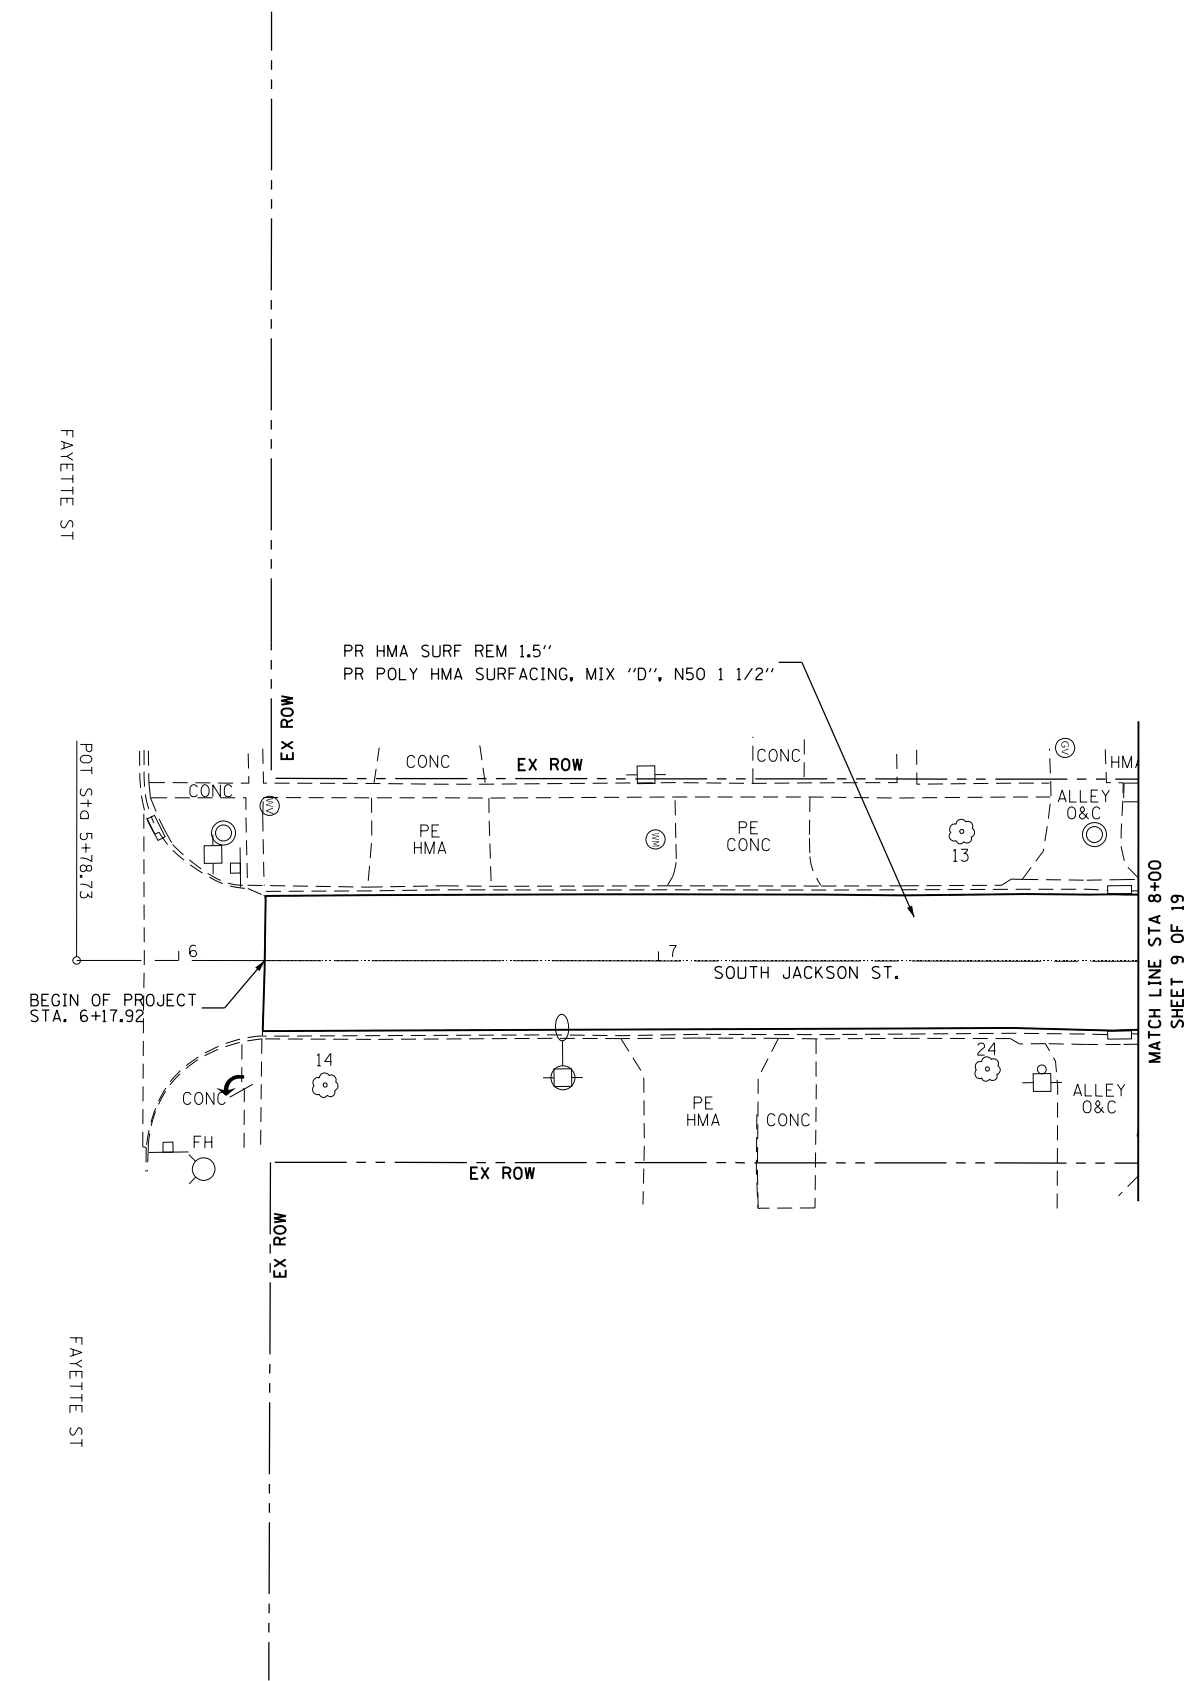 FAYETTE ST
PR HMA SURF REM 1.5"
PR POLY HMA SURFACING, MIX "D", N50 1 1/2"
EX ROW
POT Sta 5+78.73
CONC
CONC
EX ROW
CONC
GV
HMA
WV
PE
HMA
WM
PE
CONC
13
ALLEY
O&C
6
7
SOUTH JACKSON ST.
MATCH LINE STA 8+00
SHEET 9 OF 19
BEGIN OF PROJECT
STA. 6+17.92
14
24
CONC
FH
PE
HMA
CONC
ALLEY
O&C
EX ROW
EX ROW
FAYETTE ST